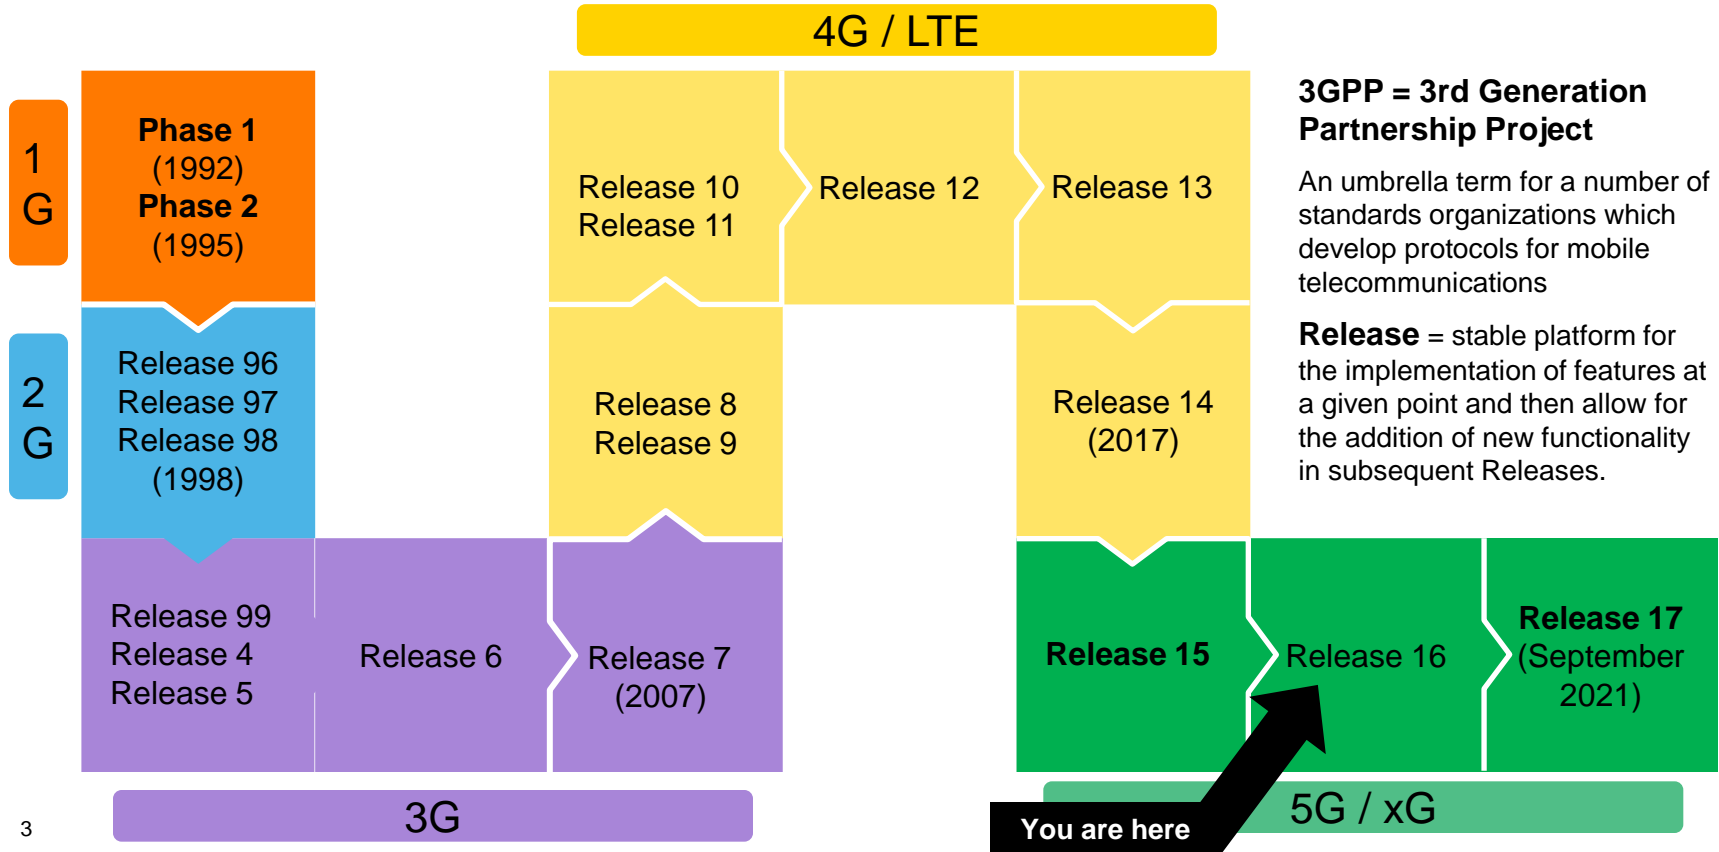 4G / LTE
1
G
Phase 1
(1992)
Phase 2
(1995)
2
G
Release 96
Release 97
Release 98
(1998)
Release 99
Release 4
Release 5
Release 6
Release 7
(2007)
3G
Release 8
Release 9
Release 10
Release 11
Release 12
Release 13
Release 14
(2017)
Release 15
Release 16
Release 17
(September
2021)
5G / xG
You are here
3GPP = 3rd Generation
Partnership Project
An umbrella term for a number of
standards organizations which
develop protocols for mobile
telecommunications
Release = stable platform for
the implementation of features at
a given point and then allow for
the addition of new functionality
in subsequent Releases.
3